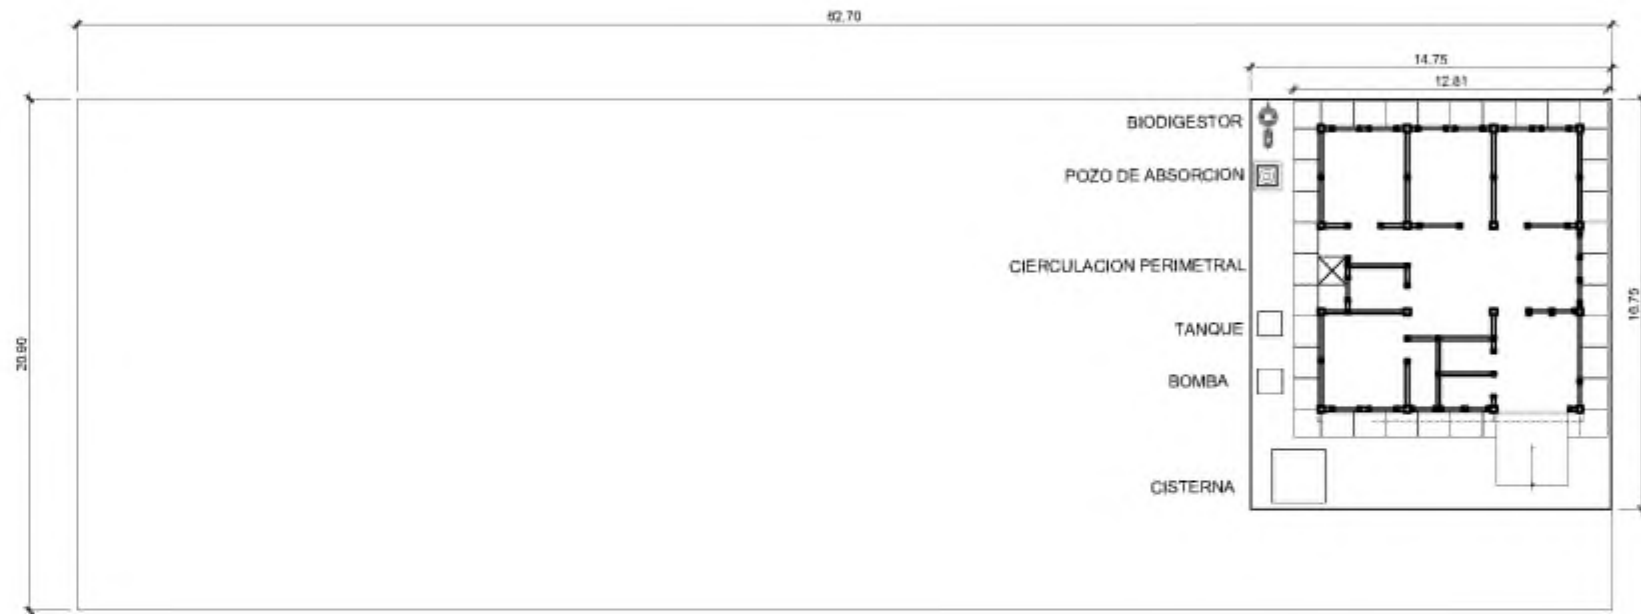 62.70
14.75
12.81
BIODIGESTOR
POZO DE ABSORCION
CIERCULACION PERIMETRAL
16.75
TANQUE
20.90
BOMBA
CISTERNA